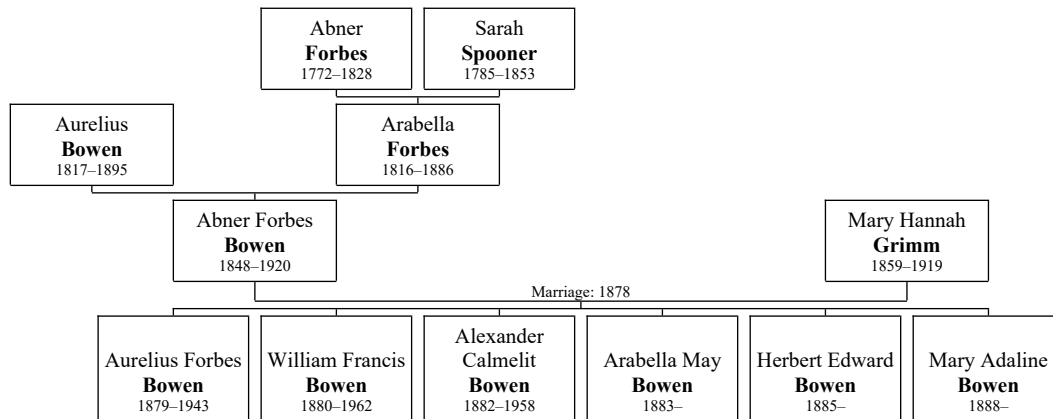 Abner
Forbes
1772–1828
Sarah
Spooner
1785–1853
Aurelius
Bowen
1817–1895
Arabella
Forbes
1816–1886
Abner Forbes
Bowen
1848–1920
Mary Hannah
Grimm
1859–1919
Marriage: 1878
Aurelius Forbes
Bowen
1879–1943
William Francis
Bowen
1880–1962
Alexander
Calmelit
Bowen
1882–1958
Arabella May
Bowen
1883–
Herbert Edward
Bowen
1885–
Mary Adaline
Bowen
1888–